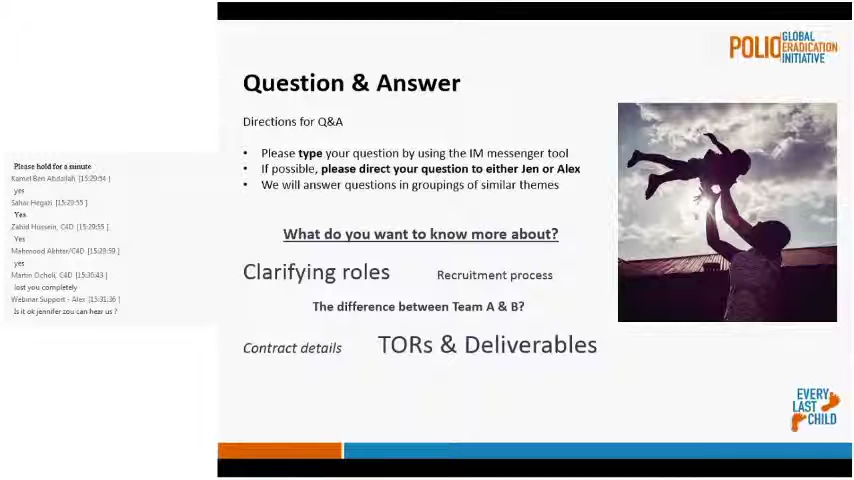 Please hold for a minute
Kamel Ben Abdallah, [15:29:54 ]
yes
Sahar Hegazi [15:29:55 ]
Yes
Zahid Hussein, C4D [15:29:55 ]
Yes
Mahmood Akhter/C4D [15:29:59 ]
yes
Martin Ocholi, C4D [15:30:43 ]
lost you completely
Webinar Support - Alex [15:31:36 ]
Is it ok jennifer zou can hear us ?
POLIO GLOBAL
ERADICATION
INITIATIVE
Question & Answer
Directions for Q&A
• Please type your question by using the IM messenger tool
• If possible, please direct your question to either Jen or Alex
• We will answer questions in groupings of similar themes
What do you want to know more about?
Clarifying roles Recruitment process
The difference between Team A & B?
Contract details TORs & Deliverables
EVERY
LAST
CHILD